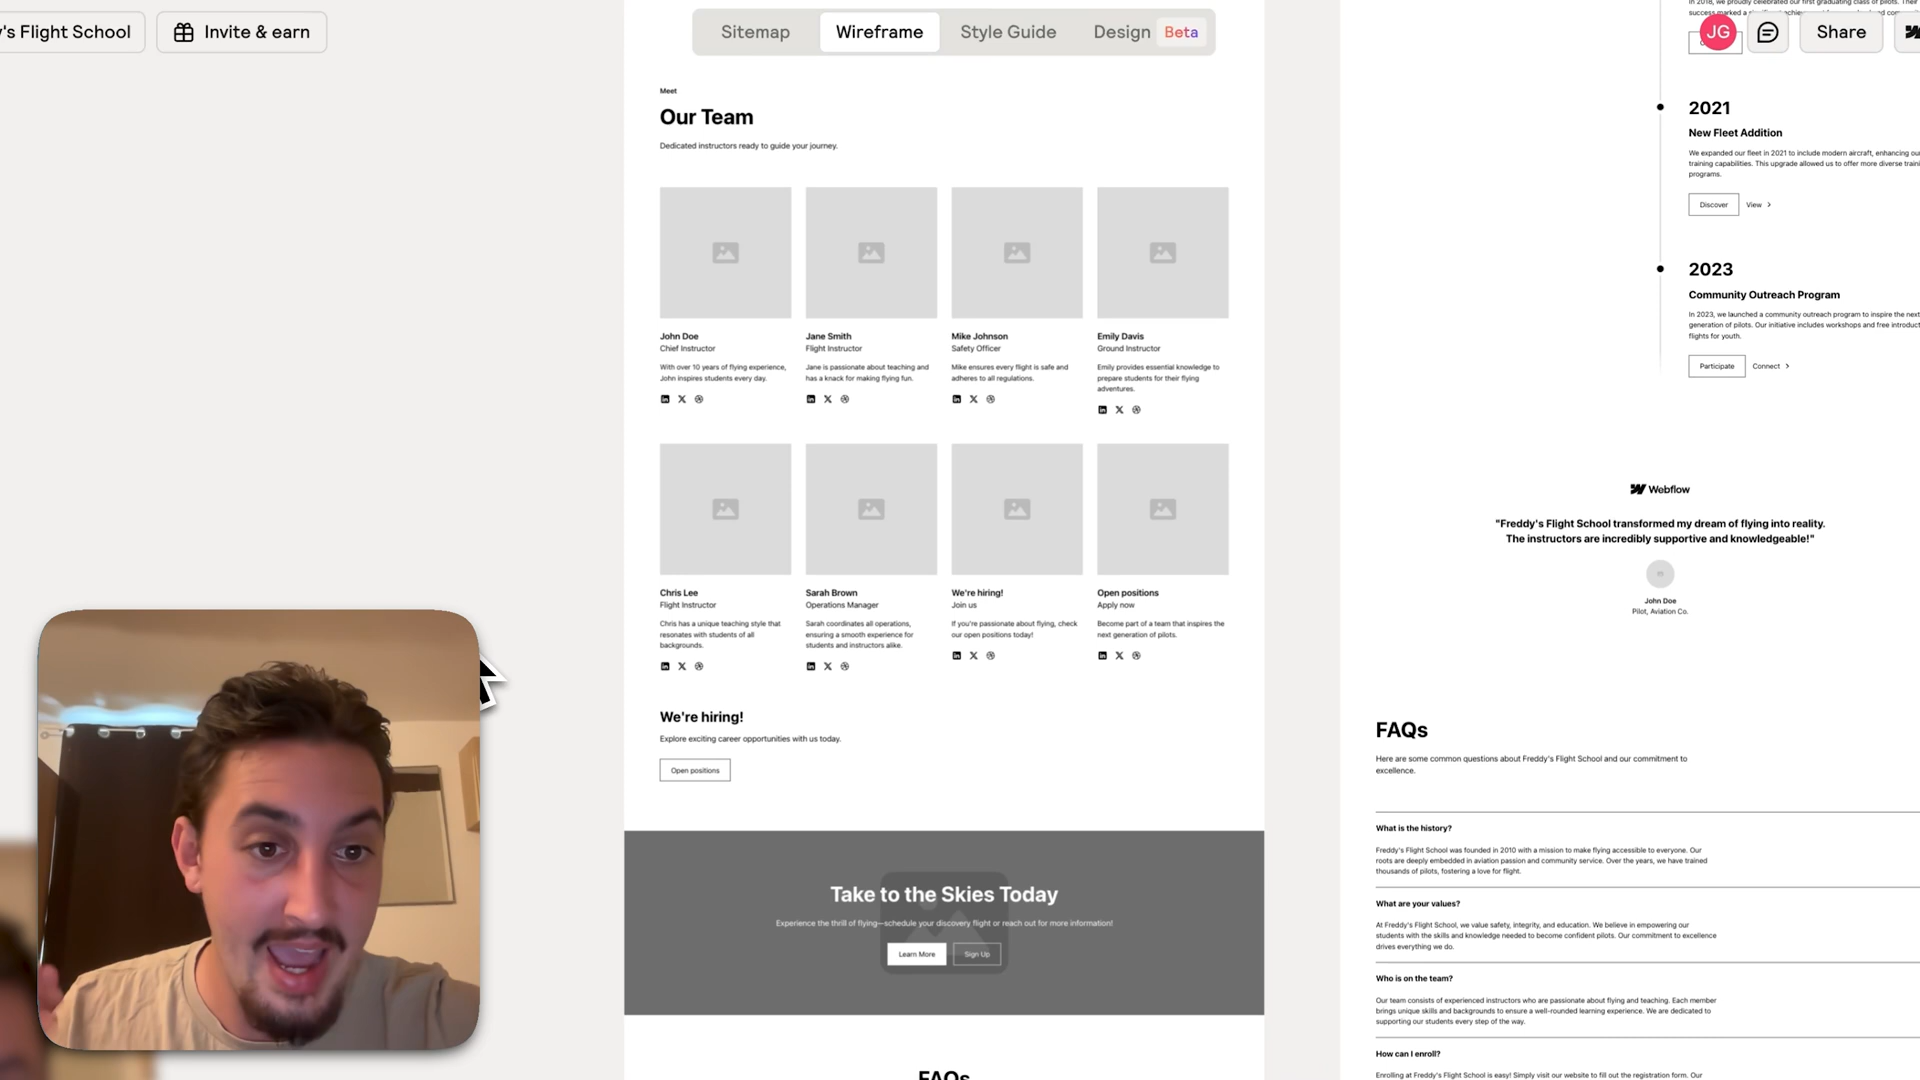 's Flight School
Invite & earn
Sitemap
Wireframe
Style Guide
Design Beta
JG
Share
Meet
Our Team
Dedicated instructors ready to guide your journey.
John Doe
Chief Instructor
With over 10 years of flying experience,
John inspires students every day.
Jane Smith
Flight Instructor
Jane is passionate about teaching and
has a knack for making flying fun.
Mike Johnson
Safety Officer
Mike ensures every flight is safe and
adheres to all regulations.
Emily Davis
Ground Instructor
Emily provides essential knowledge to
prepare students for their flying
adventures.
Chris Lee
Flight Instructor
Chris has a unique teaching style that
resonates with students of all
backgrounds.
Sarah Brown
Operations Manager
Sarah coordinates all operations,
ensuring a smooth experience for
students and instructors alike.
We're hiring!
Join us
If you're passionate about flying, check
our open positions today!
Open positions
Apply now
Become part of a team that inspires the
next generation of pilots.
We're hiring!
Explore exciting career opportunities with us today.
Open positions
Take to the Skies Today
Experience the thrill of flying—schedule your discovery flight or reach out for more information!
Learn More
Sign Up
FAQs
In 2018, we proudly celebrated our first graduating class of pilots. Their
success marked a
2021
New Fleet Addition
We expanded our fleet in 2021 to include modern aircraft, enhancing ou
training capabilities. This upgrade allowed us to offer more diverse traini
programs.
Discover
View
2023
Community Outreach Program
In 2023, we launched a community outreach program to inspire the next
generation of pilots. Our initiative includes workshops and free introduct
flights for youth.
Participate
Connect
Webflow
"Freddy's Flight School transformed my dream of flying into reality.
The instructors are incredibly supportive and knowledgeable!"
John Doe
Pilot, Aviation Co.
FAQs
Here are some common questions about Freddy's Flight School and our commitment to
excellence.
What is the history?
Freddy's Flight School was founded in 2010 with a mission to make flying accessible to everyone. Our
roots are deeply embedded in aviation passion and community service. Over the years, we have trained
thousands of pilots, fostering a love for flight.
What are your values?
At Freddy's Flight School, we value safety, integrity, and education. We believe in empowering our
students with the skills and knowledge needed to become confident pilots. Our commitment to excellence
drives everything we do.
Who is on the team?
Our team consists of experienced instructors who are passionate about flying and teaching. Each member
brings unique skills and backgrounds to ensure a well-rounded learning experience. We are dedicated to
supporting our students every step of the way.
How can I enroll?
Enrolling at Freddy's Flight School is easy! Simply visit our website to fill out the registration form. Our